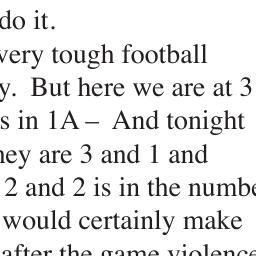 do it.
very tough football
y. But here we are at 3
s in 1A – And tonight
hey are 3 and 1 and
2 and 2 is in the numbe
would certainly make
after the game violence